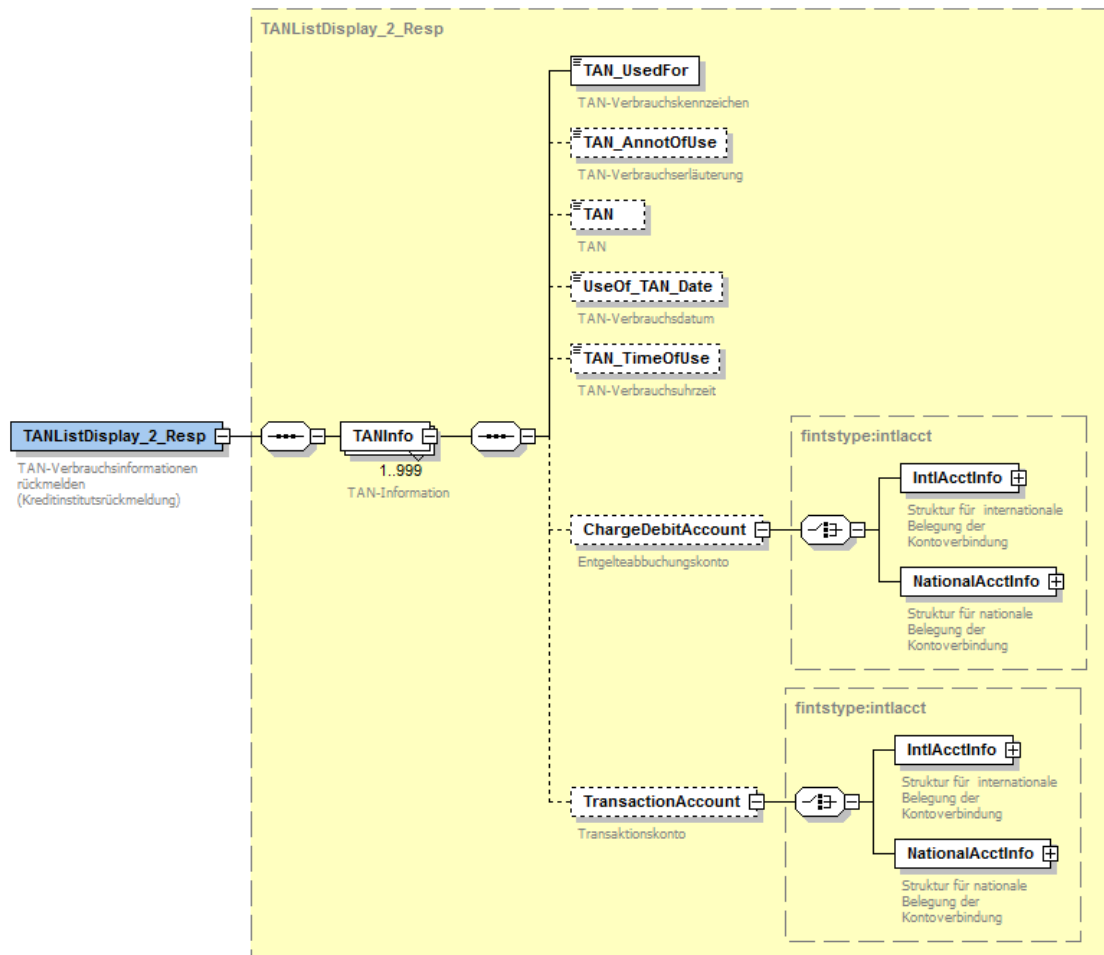 TANListDisplay_2_Resp
TAN_UsedFor
TAN-Verbrauchskennzeichen
TAN_AnnotOfUse
TAN-Verbrauchserläuterung
TAN
TAN
UseOf_TAN_Date
TAN-Verbrauchsdatum
TAN_TimeOfUse
TAN-Verbrauchsuhrzeit
TANListDisplay_2_Resp
TAN-Verbrauchsinformationen
rückmelden
(Kreditinstitutsrückmeldung)
TANInfo
1..999
TAN-Information
fintstype:intlacct
IntlAcctInfo
Struktur für internationale
Belegung der
Kontoverbindung
ChargeDebitAccount
Entgelteabbuchungskonto
NationalAcctInfo
Struktur für nationale
Belegung der
Kontoverbindung
fintstype:intlacct
IntlAcctInfo
Struktur für internationale
Belegung der
Kontoverbindung
TransactionAccount
Transaktionskonto
NationalAcctInfo
Struktur für nationale
Belegung der
Kontoverbindung